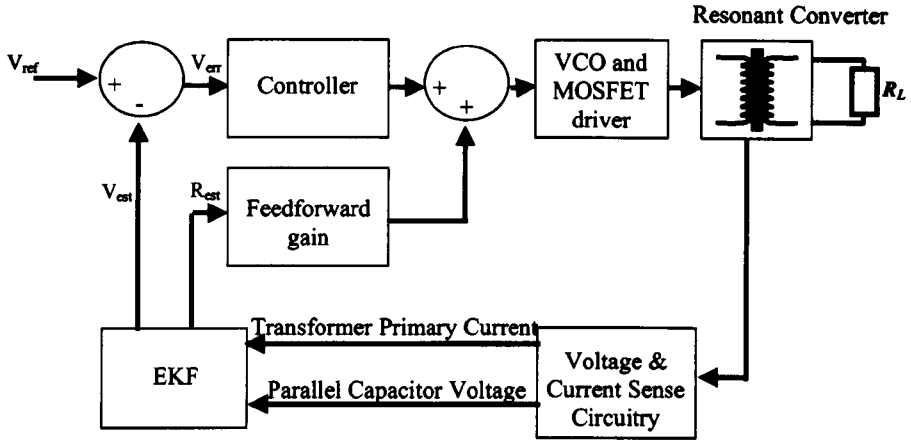 Resonant Converter
V_ref
+
-
V_err
Controller
+
+
VCO and
MOSFET
driver
R_L
V_est
R_est
Feedforward
gain
EKF
Transformer Primary Current
Parallel Capacitor Voltage
Voltage &
Current Sense
Circuitry